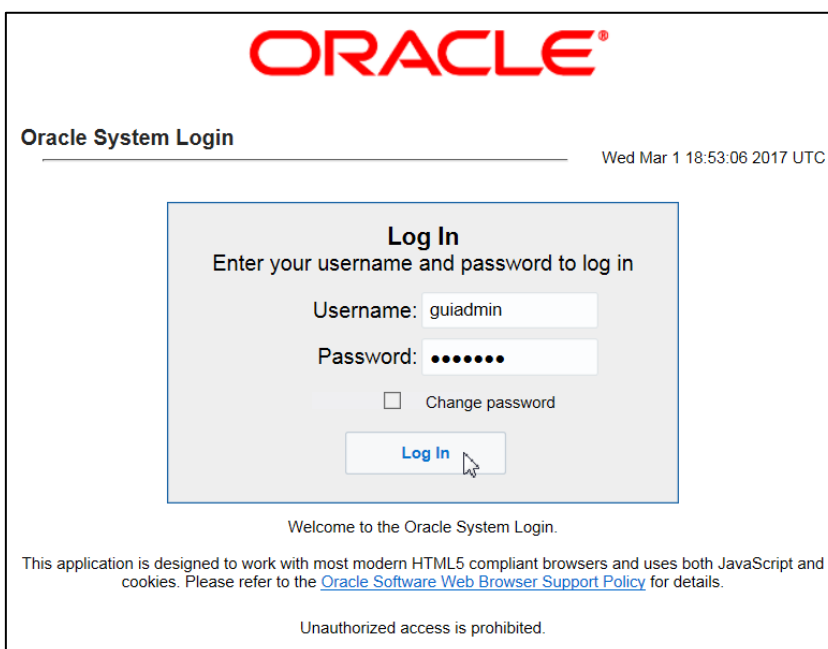 ORACLE®
Oracle System Login
Wed Mar 1 18:53:06 2017 UTC
Log In
Enter your username and password to log in
Username: guiadmin
Password: •••••••
Change password
Log In
Welcome to the Oracle System Login.
This application is designed to work with most modern HTML5 compliant browsers and uses both JavaScript and
cookies. Please refer to the Oracle Software Web Browser Support Policy for details.
Unauthorized access is prohibited.